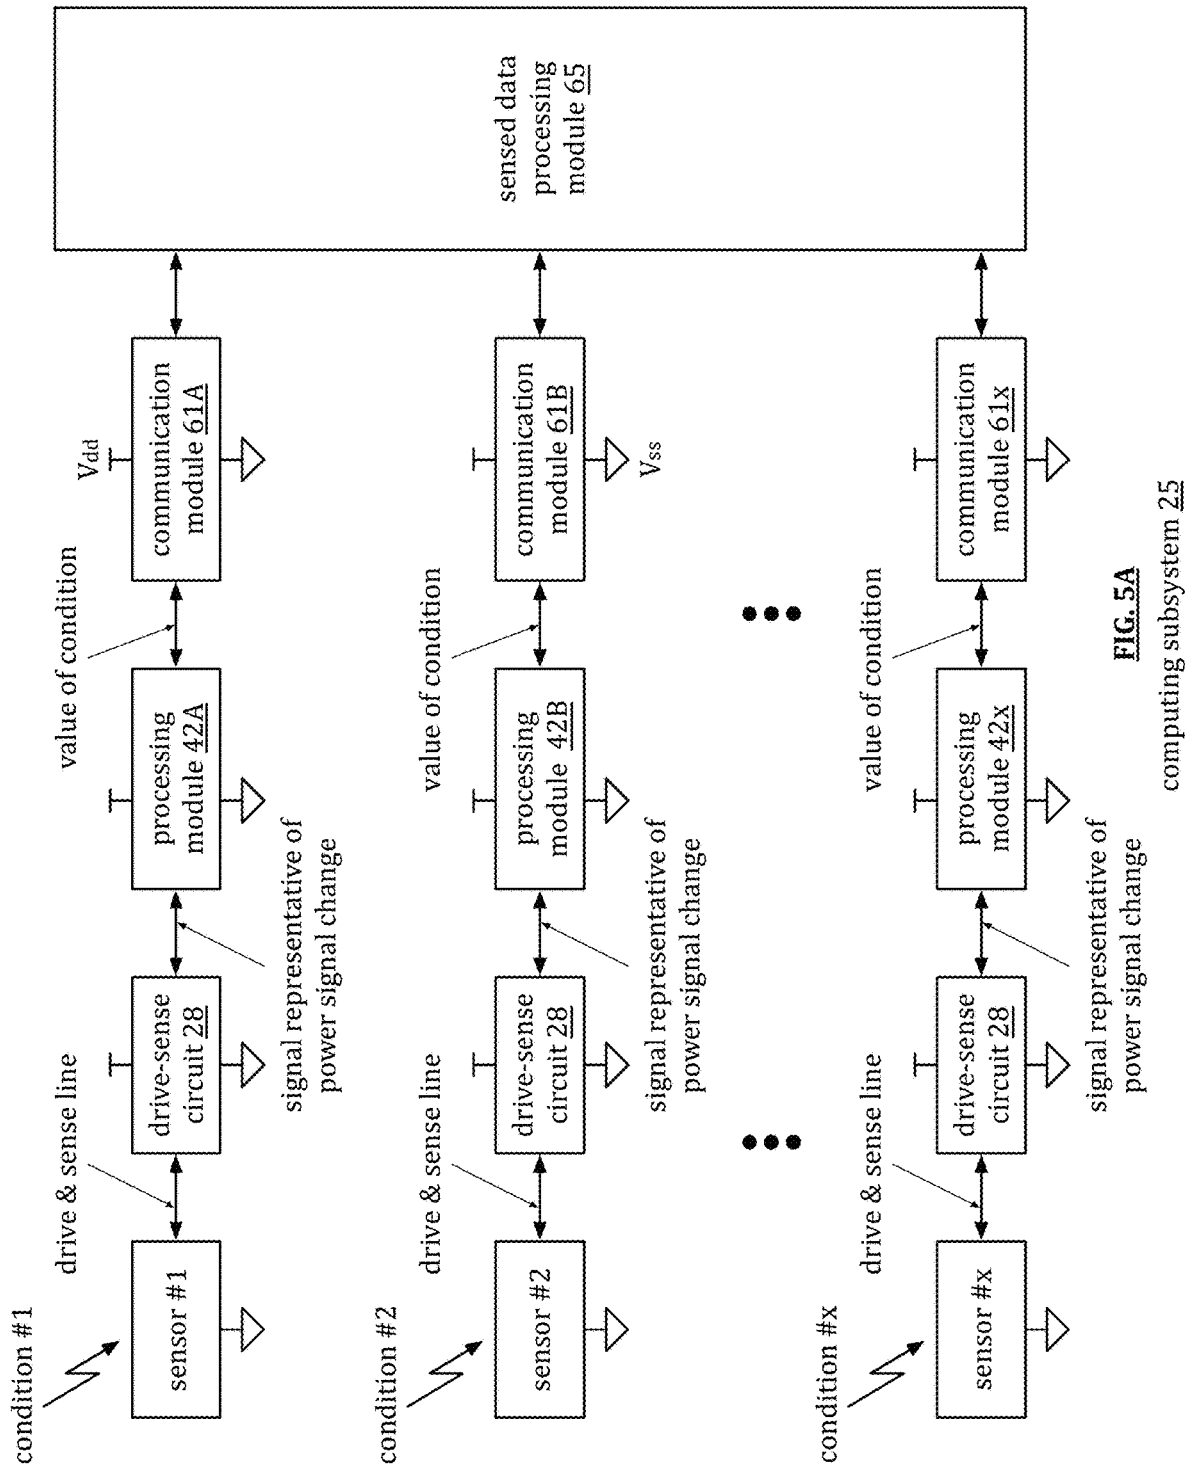 condition #1
sensor #1
drive & sense line
drive-sense
circuit 28
signal representative of
power signal change
processing
module 42A
value of condition
Vdd
communication
module 61A
condition #2
sensor #2
drive & sense line
drive-sense
circuit 28
signal representative of
power signal change
processing
module 42B
value of condition
communication
module 61B
Vss
condition #x
sensor #x
drive & sense line
drive-sense
circuit 28
signal representative of
power signal change
processing
module 42x
value of condition
communication
module 61x
sensed data
processing
module 65
FIG. 5A
computing subsystem 25